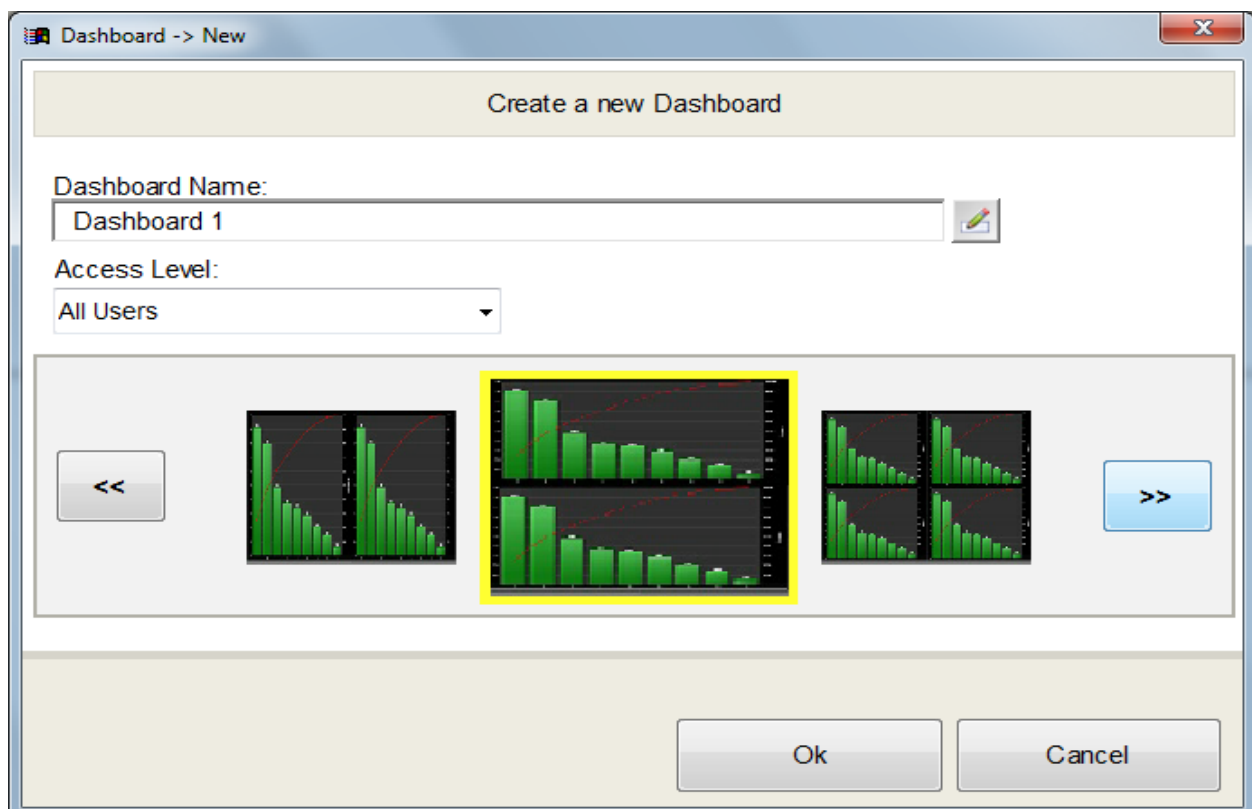 Dashboard -> New
Create a new Dashboard
Dashboard Name:
Dashboard 1
Access Level:
All Users
<<
>>
Ok
Cancel